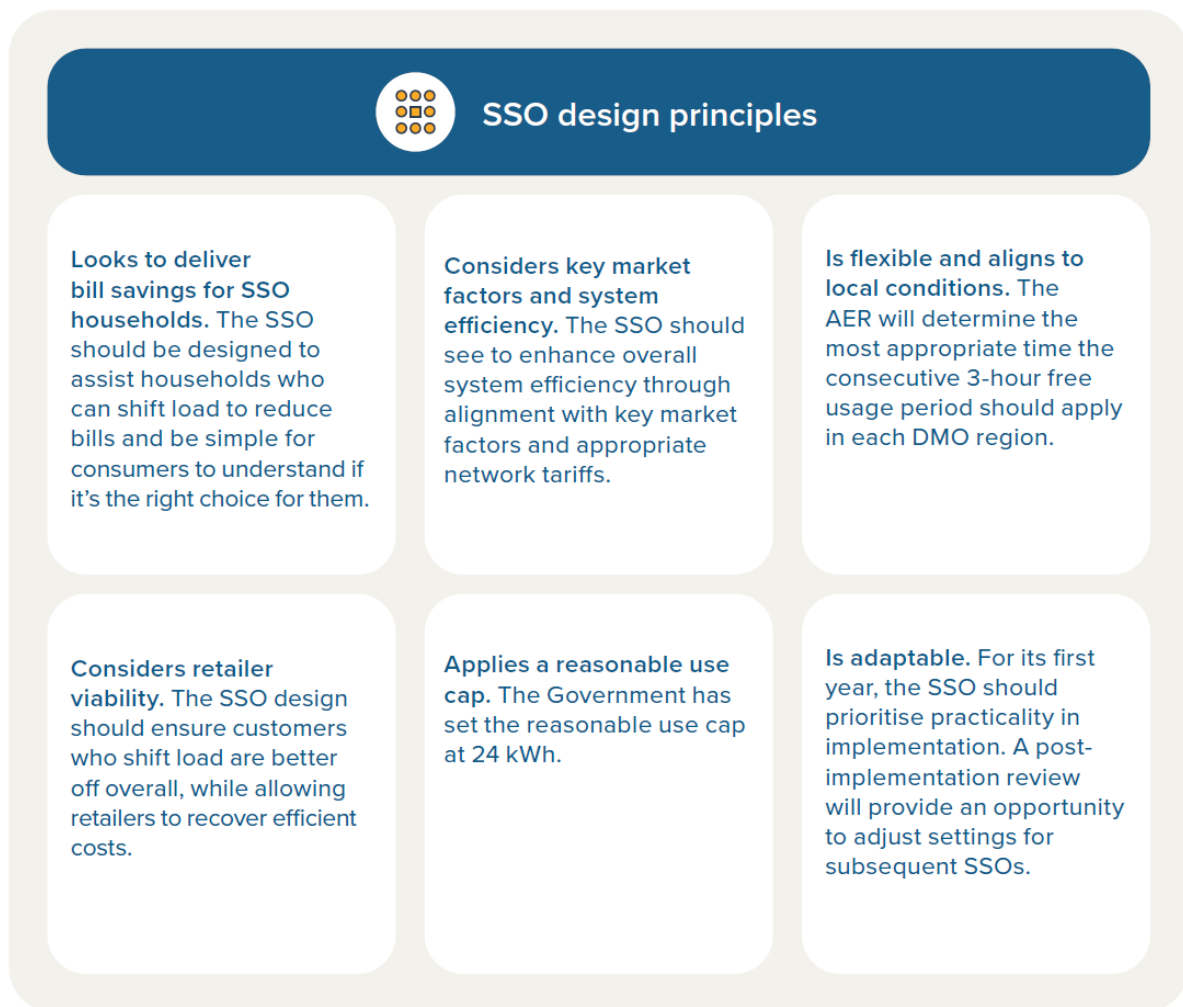 SSO design principles
Looks to deliver
bill savings for SSO
households. The SSO
should be designed to
assist households who
can shift load to reduce
bills and be simple for
consumers to understand if
it's the right choice for them.
Considers key market
factors and system
efficiency. The SSO should
see to enhance overall
system efficiency through
alignment with key market
factors and appropriate
network tariffs.
Is flexible and aligns to
local conditions. The
AER will determine the
most appropriate time the
consecutive 3-hour free
usage period should apply
in each DMO region.
Considers retailer
viability. The SSO design
should ensure customers
who shift load are better
off overall, while allowing
retailers to recover efficient
costs.
Applies a reasonable use
cap. The Government has
set the reasonable use cap
at 24 kWh.
Is adaptable. For its first
year, the SSO should
prioritise practicality in
implementation. A post-
implementation review
will provide an opportunity
to adjust settings for
subsequent SSOs.